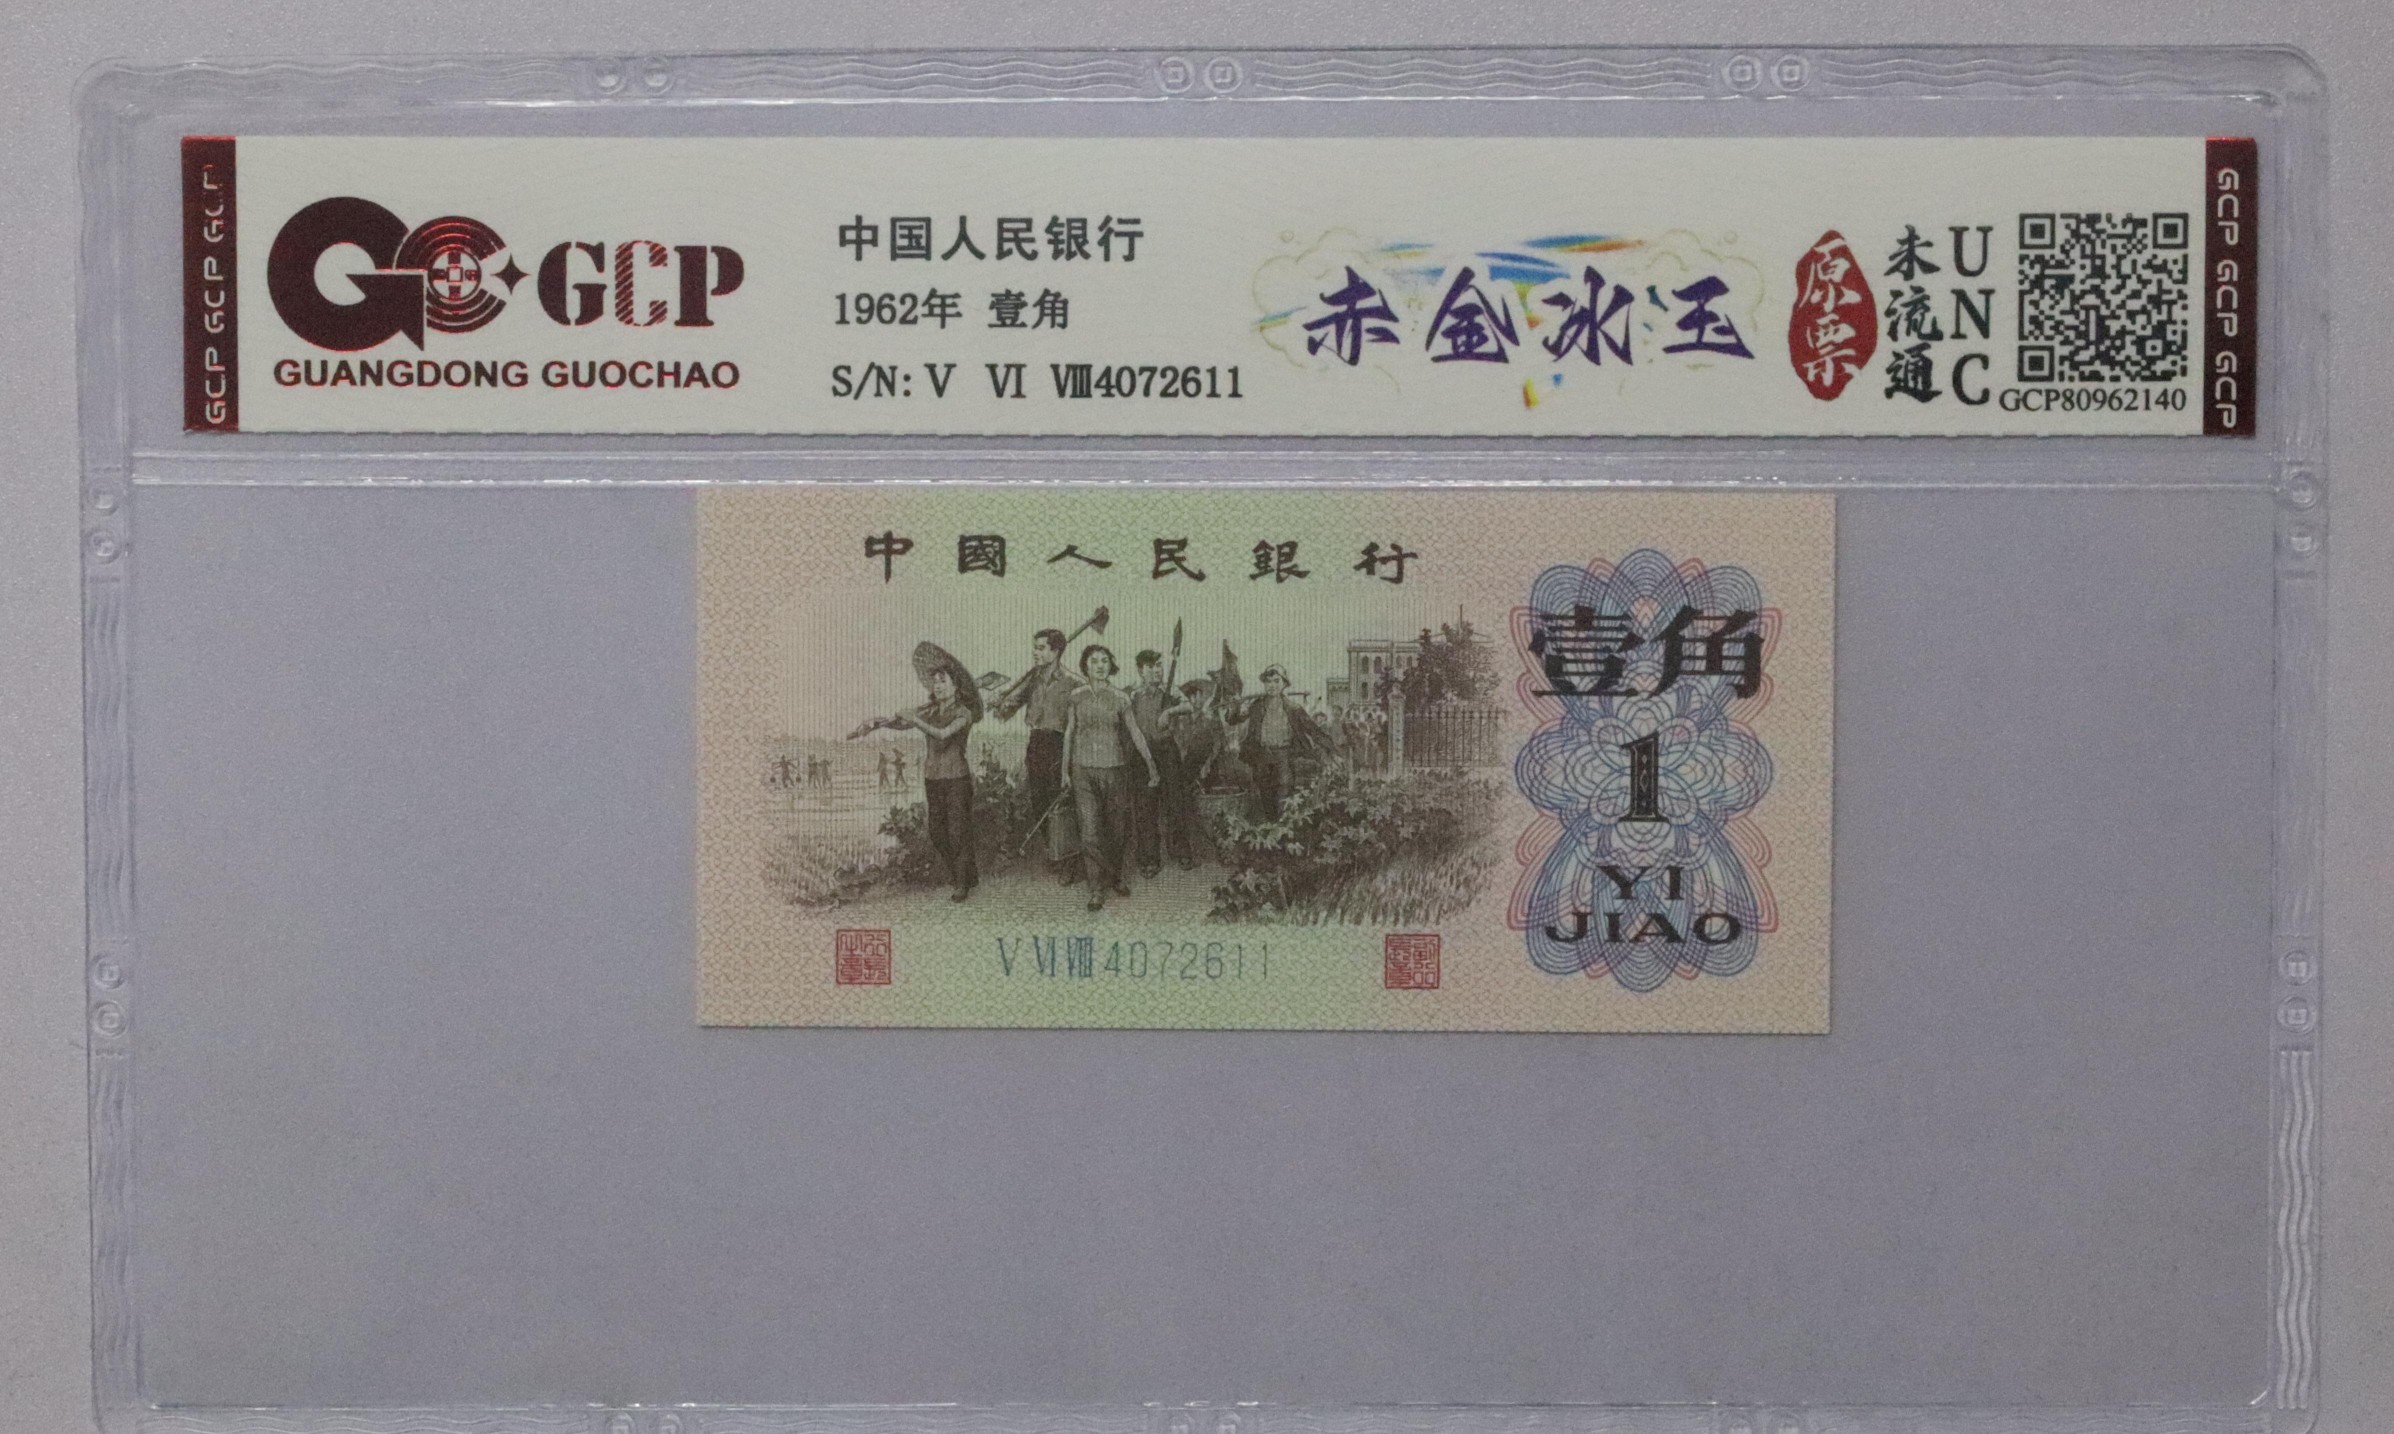 GCP GCP GCP
GCP
GUANGDONG GUOCHAO
中国人民银行
1962年 壹角
S/N: V VI VIII4072611
赤金冰玉
原票
未流通
UNC
GCP80962140
GCP GCP GCP
中國人民銀行
壹角
1
YI
JIAO
V VI VIII 4072611